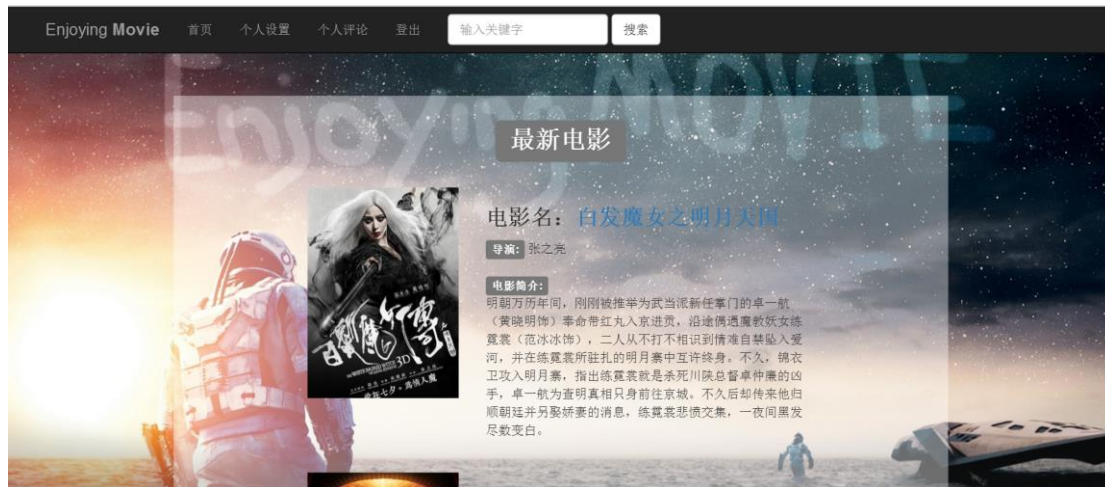 Enjoying Movie 首页 个人设置 个人评论 登出 输入关键字 搜索
Enjoying MOVIE
最新电影
电影名：白发魔女之明月天国
导演: 张之亮
电影简介:
明朝万历年间，刚刚被推举为武当派新任掌门的卓一航
（黄晓明饰）奉命带红丸入京进贡，沿途偶遇魔教妖女练
霓裳（范冰冰饰），二人从不打不相识到情难自禁坠入爱
河，并在练霓裳所驻扎的明月寨中互许终身。不久，锦衣
卫攻入明月寨，指出练霓裳就是杀死川陕总督卓仲廉的凶
手，卓一航为查明真相只身前往京城。不久后却传来他归
顺朝廷并另娶娇妻的消息，练霓裳悲愤交集，一夜间黑发
尽数变白。
白髮魔女傳
3D